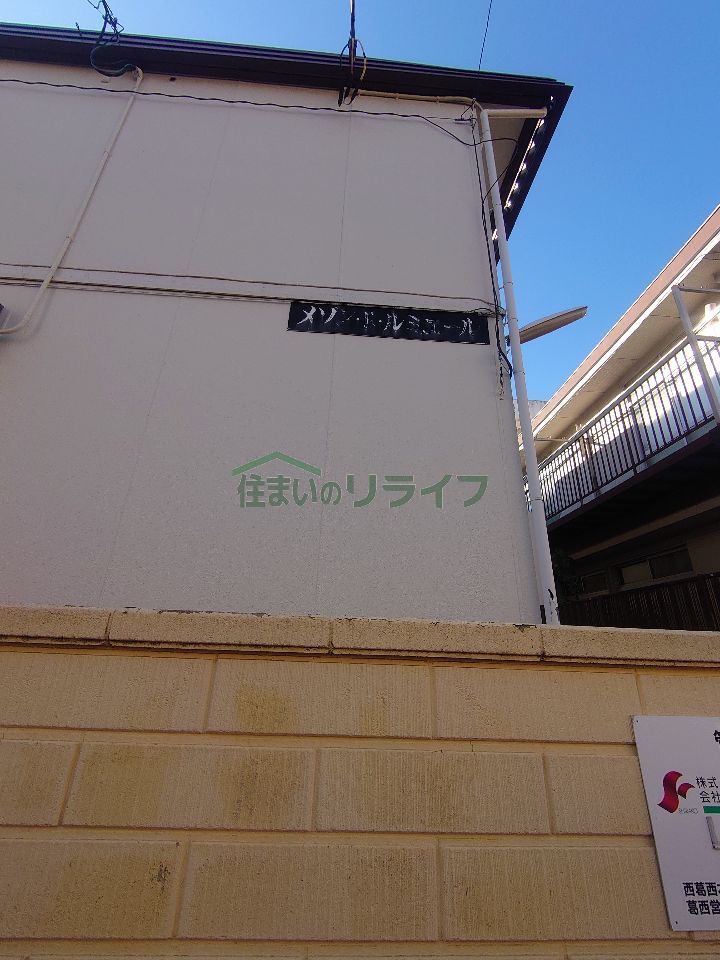 メゾン・ド・ルミエール
住まいのリライフ
株式
会社
西葛西
葛西営